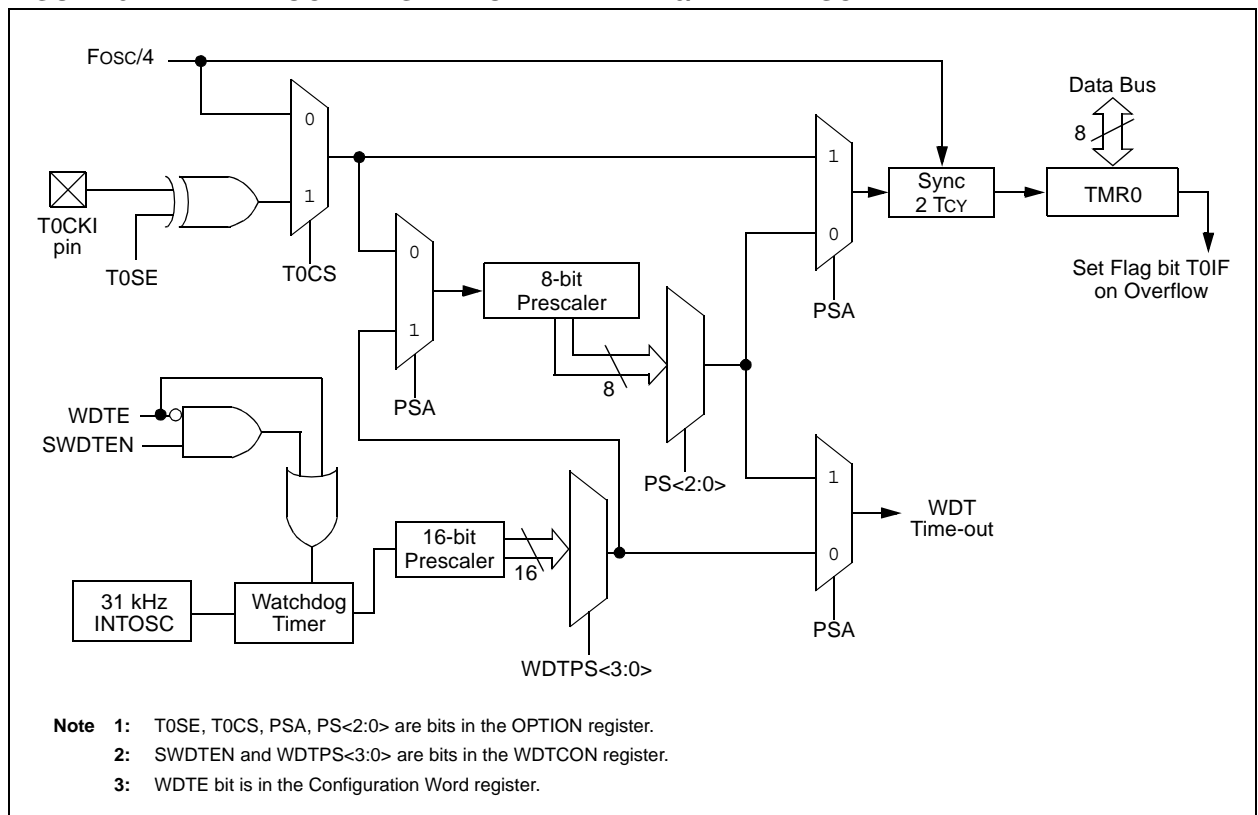 FOSC/4
0
1
T0CKI
pin
T0SE
T0CS
0
1
PSA
8-bit
Prescaler
8
PS<2:0>
1
0
PSA
Sync
2 TCY
Data Bus
8
TMR0
Set Flag bit T0IF
on Overflow
WDTE
SWDTEN
31 kHz
INTOSC
Watchdog
Timer
16-bit
Prescaler
16
WDTPS<3:0>
1
0
PSA
WDT
Time-out
Note 1: T0SE, T0CS, PSA, PS<2:0> are bits in the OPTION register.
2: SWDTEN and WDTPS<3:0> are bits in the WDTCON register.
3: WDTE bit is in the Configuration Word register.